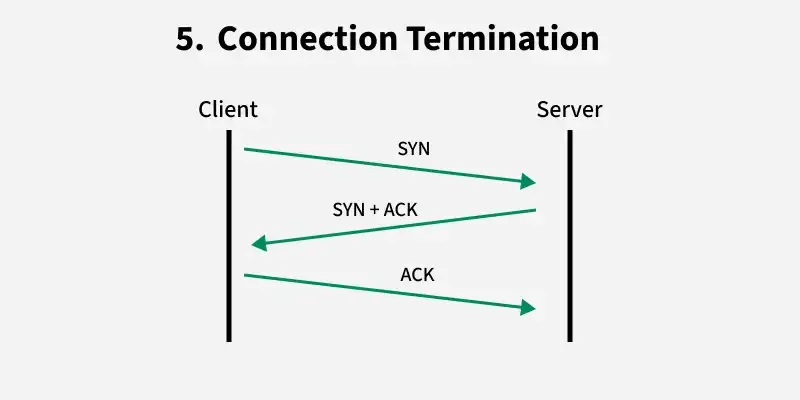 5. Connection Termination
Client
Server
SYN
SYN + ACK
ACK